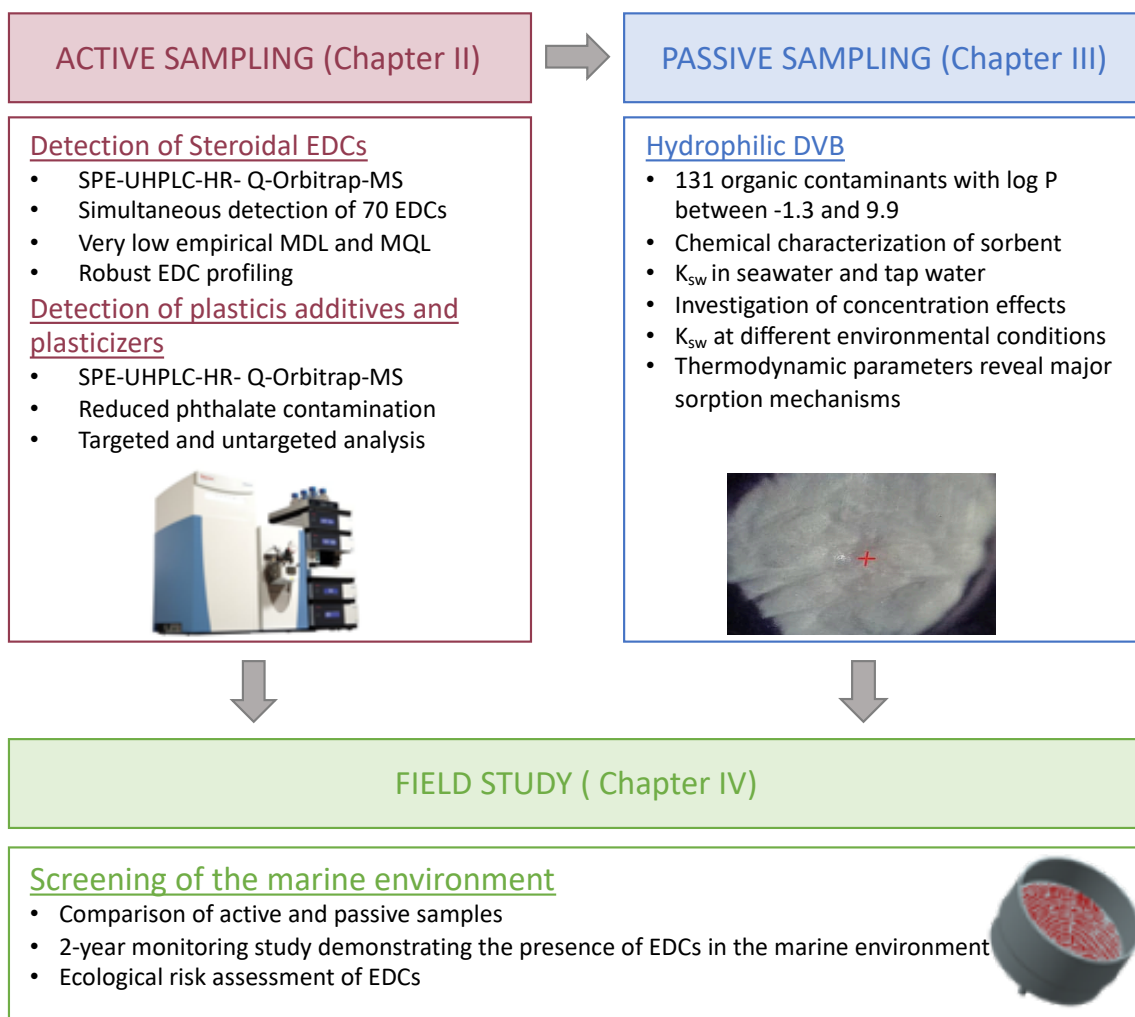 ACTIVE SAMPLING (Chapter II)
PASSIVE SAMPLING (Chapter III)
Detection of Steroidal EDCs
• SPE-UHPLC-HR- Q-Orbitrap-MS
• Simultaneous detection of 70 EDCs
• Very low empirical MDL and MQL
• Robust EDC profiling
Detection of plasticis additives and
plasticizers
• SPE-UHPLC-HR- Q-Orbitrap-MS
• Reduced phthalate contamination
• Targeted and untargeted analysis
Hydrophilic DVB
• 131 organic contaminants with log P
between -1.3 and 9.9
• Chemical characterization of sorbent
• Ksw in seawater and tap water
• Investigation of concentration effects
• Ksw at different environmental conditions
• Thermodynamic parameters reveal major
sorption mechanisms
FIELD STUDY ( Chapter IV)
Screening of the marine environment
• Comparison of active and passive samples
• 2-year monitoring study demonstrating the presence of EDCs in the marine environment
• Ecological risk assessment of EDCs